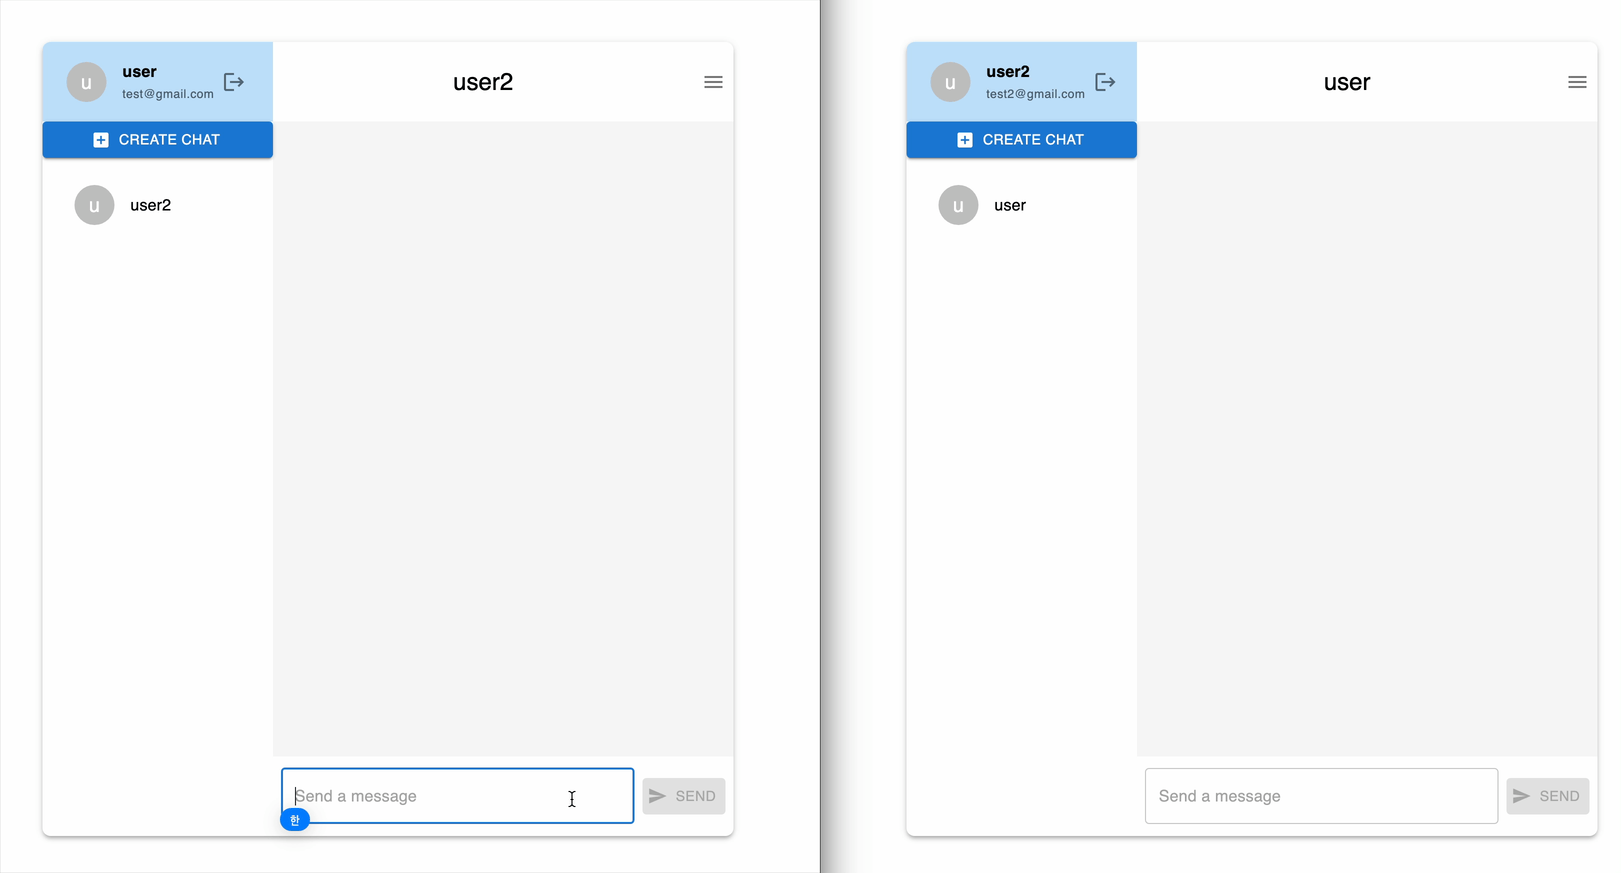 u
user
test@gmail.com
user2
CREATE CHAT
u
user2
Send a message
SEND
한
u
user2
test2@gmail.com
user
CREATE CHAT
u
user
Send a message
SEND